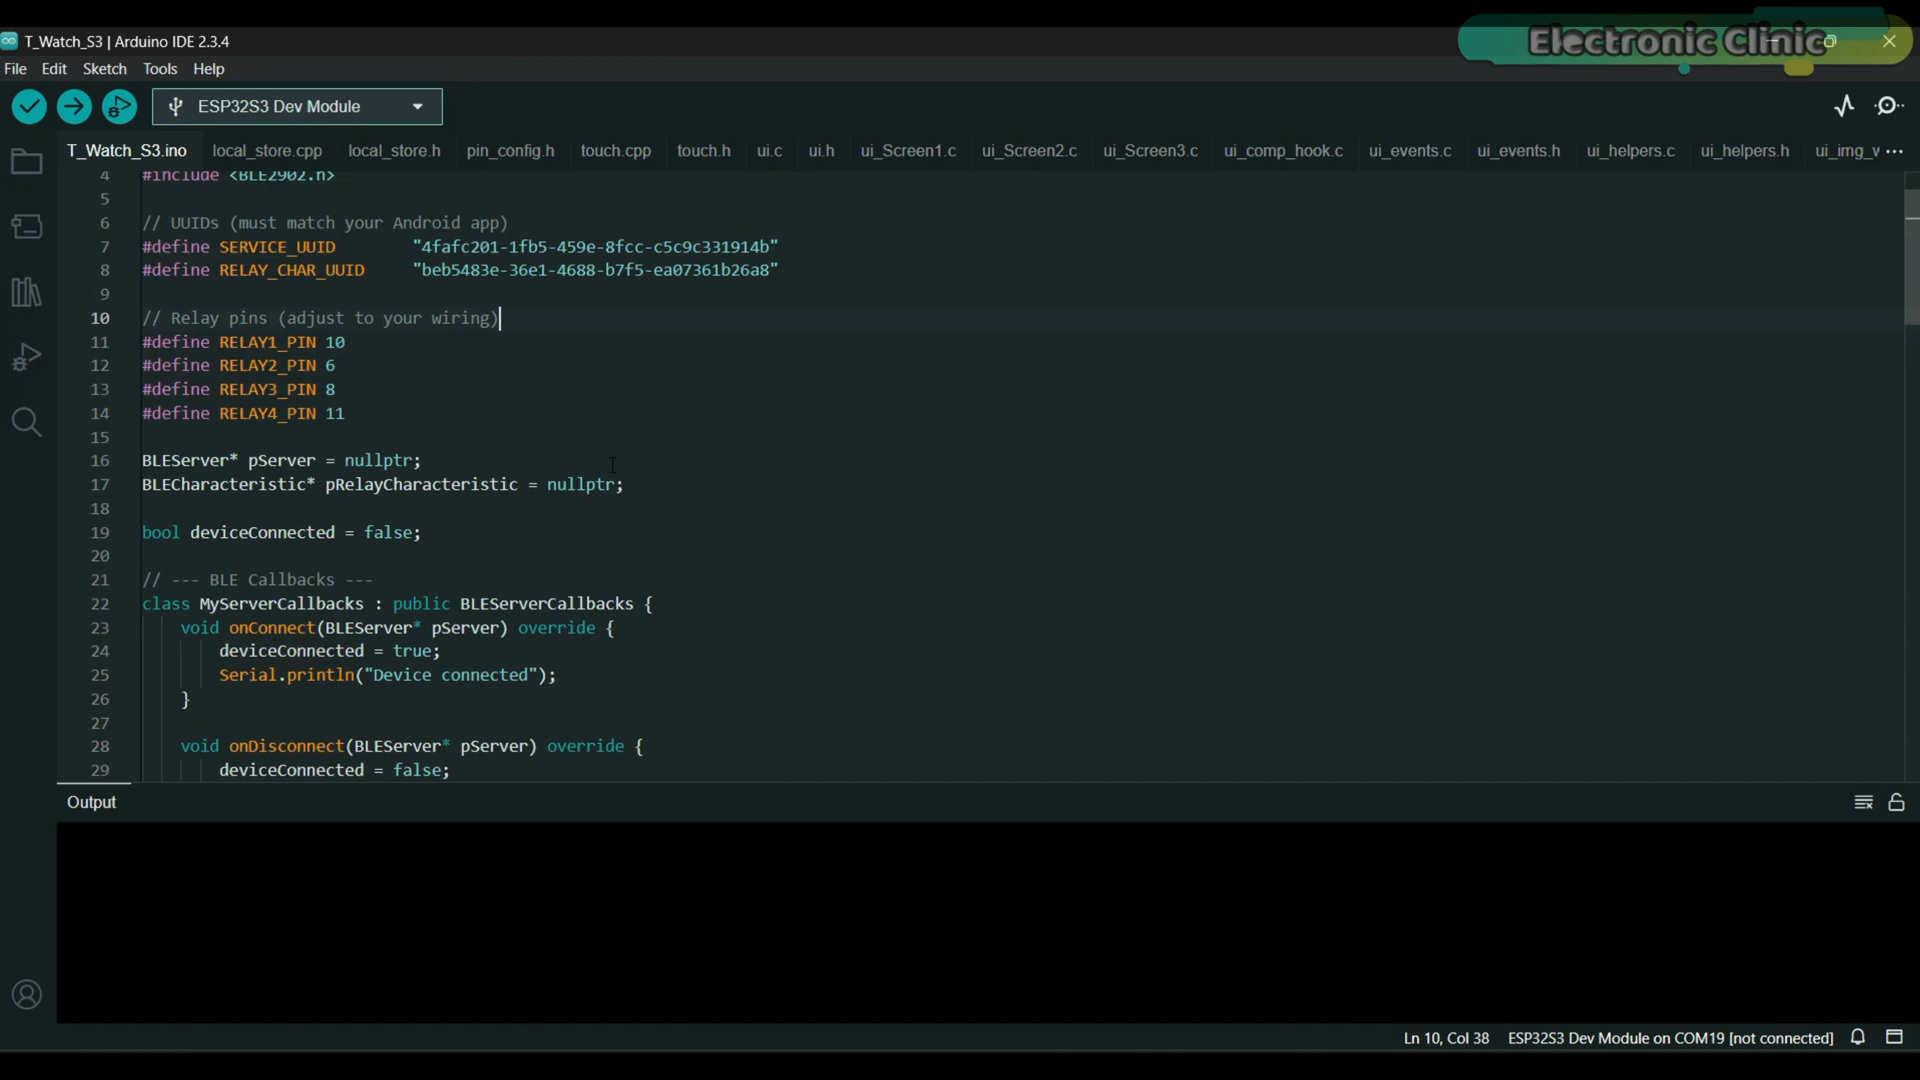 Electronic Clinic
T_Watch_S3 | Arduino IDE 2.3.4
File Edit Sketch Tools Help
ESP32S3 Dev Module
T_Watch_S3.ino local_store.cpp local_store.h pin_config.h touch.cpp touch.h ui.c ui.h ui_Screen1.c ui_Screen2.c ui_Screen3.c ui_comp_hook.c ui_events.c ui_events.h ui_helpers.c ui_helpers.h ui_img_v ...
4 #include <BLE2902.h>
5
6 // UUIDs (must match your Android app)
7 #define SERVICE_UUID "4fafc201-1fb5-459e-8fcc-c5c9c331914b"
8 #define RELAY_CHAR_UUID "beb5483e-36e1-4688-b7f5-ea07361b26a8"
9
10 // Relay pins (adjust to your wiring)
11 #define RELAY1_PIN 10
12 #define RELAY2_PIN 6
13 #define RELAY3_PIN 8
14 #define RELAY4_PIN 11
15
16 BLEServer* pServer = nullptr;
17 BLECharacteristic* pRelayCharacteristic = nullptr;
18
19 bool deviceConnected = false;
20
21 // --- BLE Callbacks ---
22 class MyServerCallbacks : public BLEServerCallbacks {
23 void onConnect(BLEServer* pServer) override {
24 deviceConnected = true;
25 Serial.println("Device connected");
26 }
27
28 void onDisconnect(BLEServer* pServer) override {
29 deviceConnected = false;
Output
Ln 10, Col 38 ESP32S3 Dev Module on COM19 [not connected]